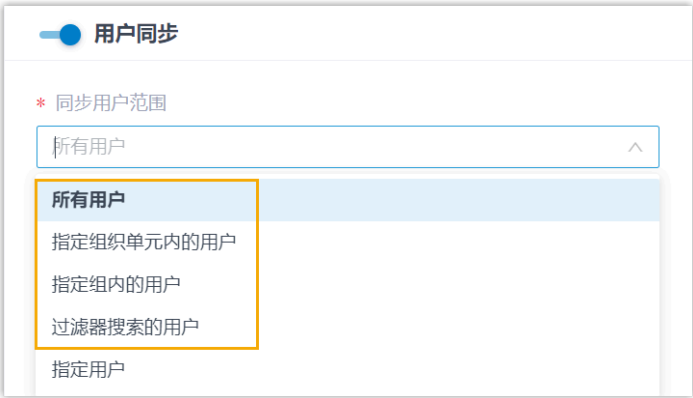 用户同步
* 同步用户范围
所有用户
所有用户
指定组织单元内的用户
指定组内的用户
过滤器搜索的用户
指定用户